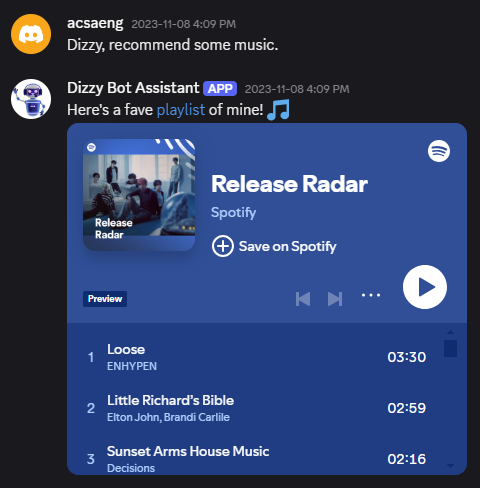 acsaeng 2023-11-08 4:09 PM
Dizzy, recommend some music.
Dizzy Bot Assistant APP 2023-11-08 4:09 PM
Here's a fave playlist of mine!
Release
Radar
Release Radar
Spotify
Save on Spotify
Preview
1 Loose 03:30
ENHYPEN
2 Little Richard's Bible 02:59
Elton John, Brandi Carlile
3 Sunset Arms House Music 02:16
Decisions